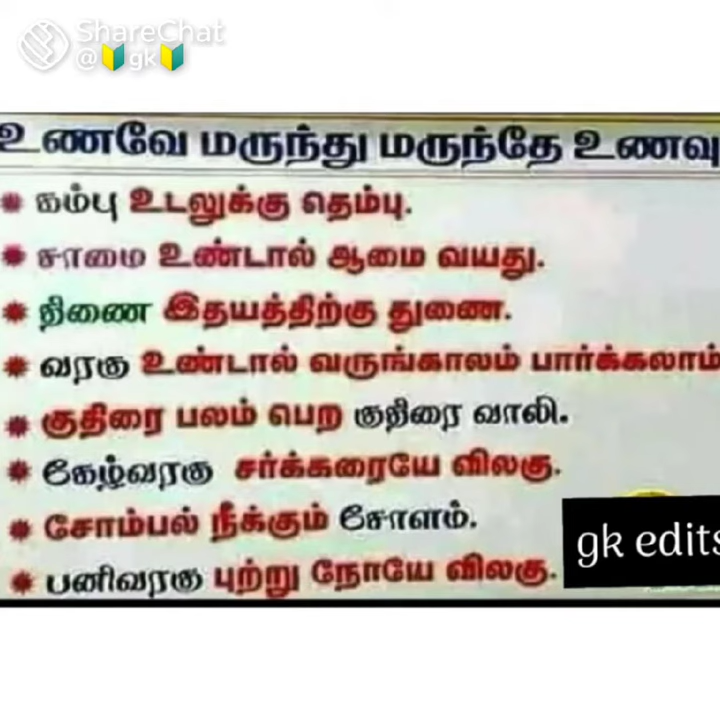 ShareChat
@🔰gk🔰
உணவே மருந்து மருந்தே உணவு
* கம்பு உடலுக்கு தெம்பு.
* சாமை உண்டால் ஆமை வயது.
* திணை இதயத்திற்கு துணை.
* வரகு உண்டால் வருங்காலம் பார்க்கலாம்
* குதிரை பலம் பெற குதிரை வாலி.
* கேழ்வரகு சர்க்கரையே விலகு.
* சோம்பல் நீக்கும் சோளம்.
gk edits
* பனிவரகு புற்று நோயே விலகு.